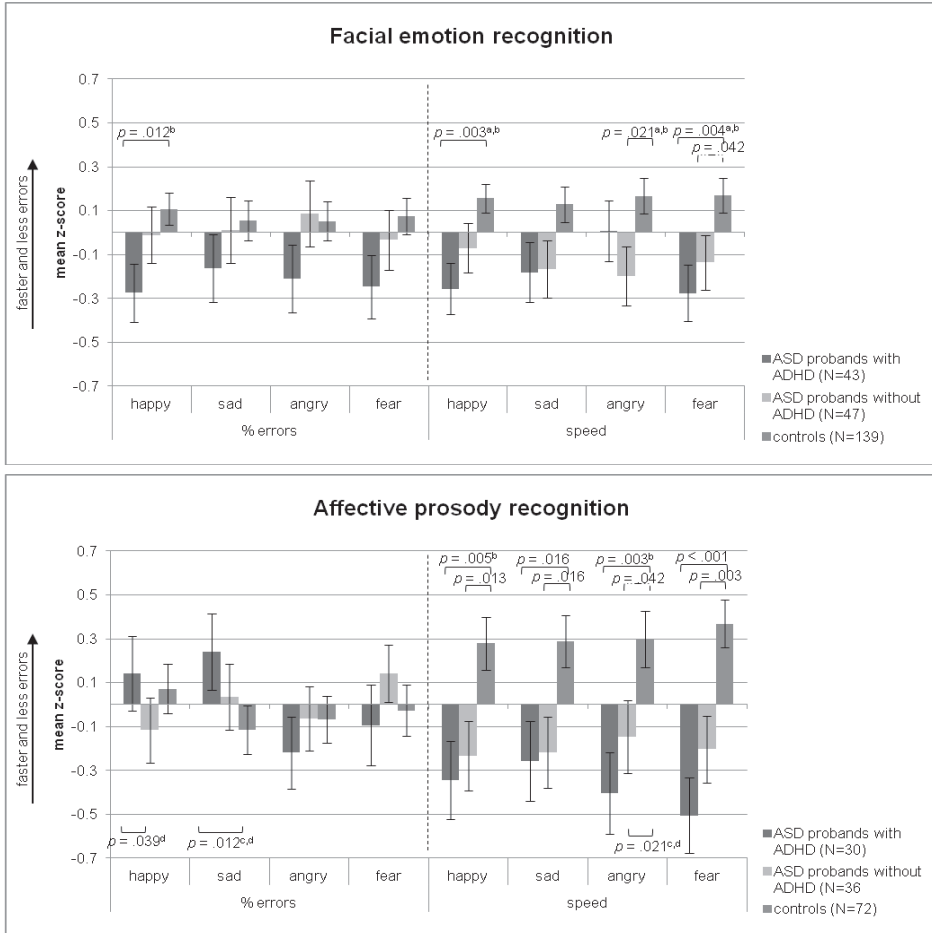 Facial emotion recognition
faster and less errors
mean z-score
0.7
0.5
0.3
0.1
-0.1
-0.3
-0.5
-0.7
p = .012ᵇ
p = .003ᵃ,ᵇ
p = .021ᵃ,ᵇ
p = .004ᵃ,ᵇ
p = .042
happy sad angry fear happy sad angry fear
% errors speed
ASD probands with
ADHD (N=43)
ASD probands without
ADHD (N=47)
controls (N=139)
Affective prosody recognition
faster and less errors
mean z-score
0.7
0.5
0.3
0.1
-0.1
-0.3
-0.5
-0.7
p = .005ᵇ p = .016 p = .003ᵇ p < .001
p = .013 p = .016 p = .042 p = .003
p = .039ᵈ p = .012ᶜ,ᵈ p = .021ᶜ,ᵈ
happy sad angry fear happy sad angry fear
% errors speed
ASD probands with
ADHD (N=30)
ASD probands without
ADHD (N=36
controls (N=72)